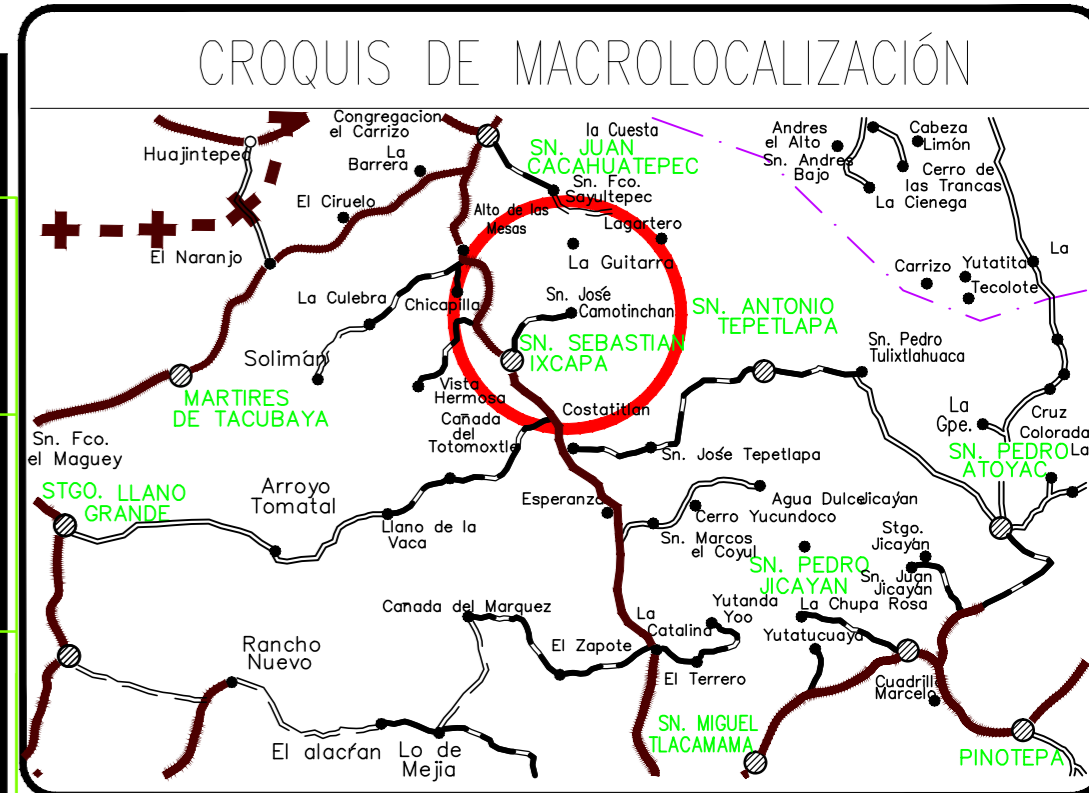 CROQUIS DE MACROLOCALIZACIÓN
Congregacion
el Carrizo
la Cuesta
Andres
el Alto
Cabeza
Limón
Huajintepec
La
Barrera
SN. JUAN
CACAHUATEPEC
Sn. Andres
Bajo
Cerro de
las Trancas
Sn. Fco.
Sayultepec
La Cienega
El Ciruelo
Alto de las
Mesas
Lagartero
El Naranjo
La Guitarra
La
Carrizo
Yutatita
Tecolote
La Culebra
Chicapilla
Sn. José
Camotinchan
SN. ANTONIO
TEPETLAPA
Soliman
SN. SEBASTIAN
IXCAPA
Sn. Pedro
Tulixtlahuaca
MARTIRES
DE TACUBAYA
Vista
Hermosa
Costatitlan
La
Gpe.
Cruz
Colorada
Cañada
del
Totomoxtle
Sn. Fco.
el Maguey
Sn. Jose Tepetlapa
SN. PEDRO
ATOYAC
La
STGO. LLANO
GRANDE
Arroyo
Tomatal
Esperanza
Agua Dulce
Jicayan
Llano de la
Vaca
Cerro
Yucundoco
Sn. Marcos
el Coyul
Stgo.
Jicayan
SN. PEDRO
JICAYAN
Sn. Juan
Jicayan
Cañada del Marquez
La
Catalina
Yutanda
Yoo
La Chupa Rosa
Rancho
Nuevo
El Zapote
Yutatucuaya
El Terrero
Cuadrilla
Marcelo
El alacran
Lo de
Mejia
SN. MIGUEL
TLACAMAMA
PINOTEPA